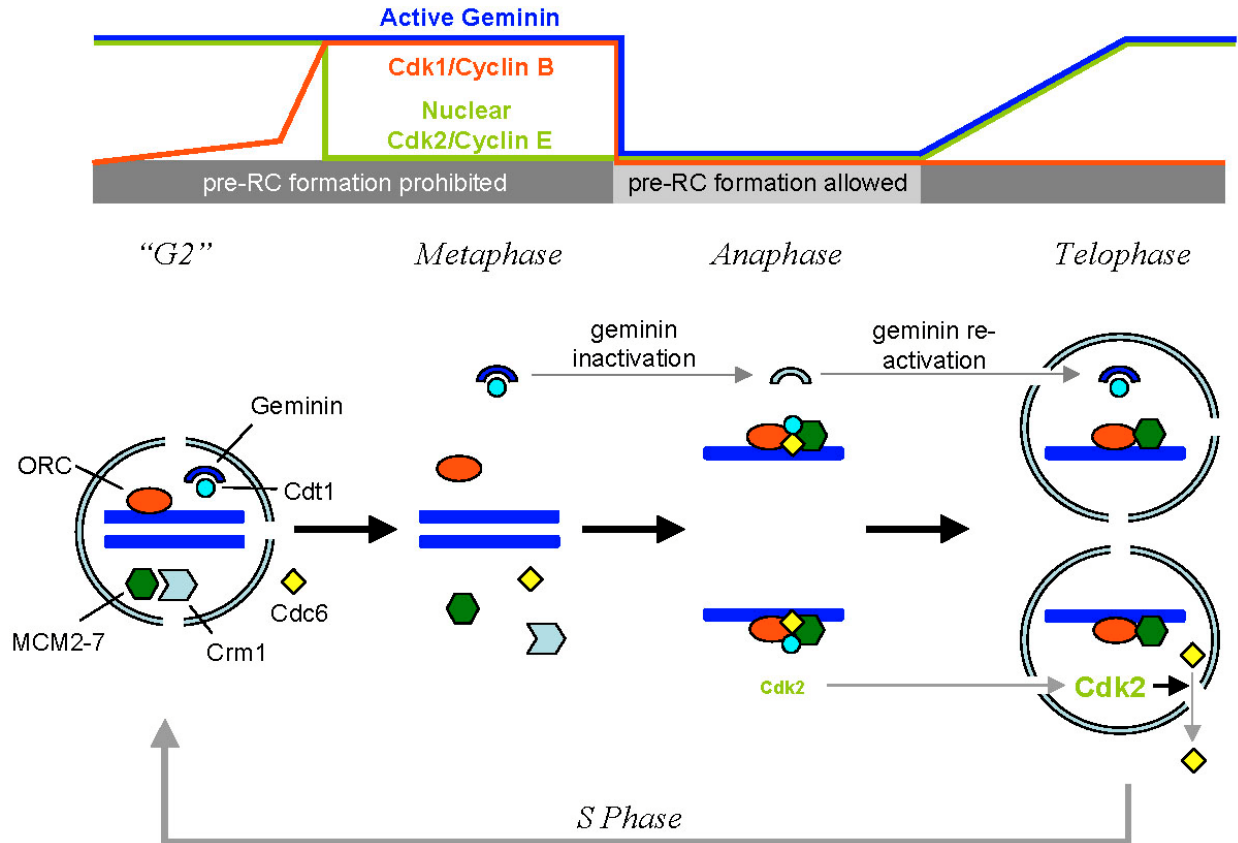 Active Geminin
Cdk1/Cyclin B
Nuclear
Cdk2/Cyclin E
pre-RC formation prohibited
pre-RC formation allowed
“G2”
Metaphase
Anaphase
Telophase
geminin
inactivation
geminin re-
activation
Geminin
ORC
Cdt1
MCM2-7
Crm1
Cdc6
Cdk2
Cdk2
S Phase